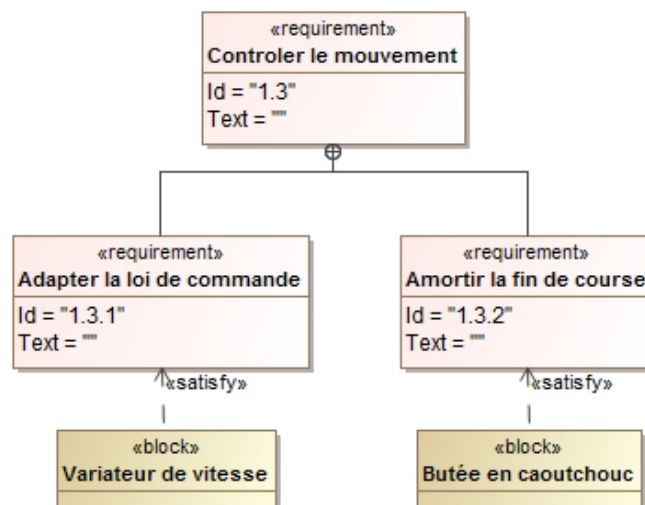 «requirement»
Controler le mouvement
Id = "1.3"
Text = ""
«requirement»
Adapter la loi de commande
Id = "1.3.1"
Text = ""
«requirement»
Amortir la fin de course
Id = "1.3.2"
Text = ""
«satisfy»
«satisfy»
«block»
Variateur de vitesse
«block»
Butée en caoutchouc